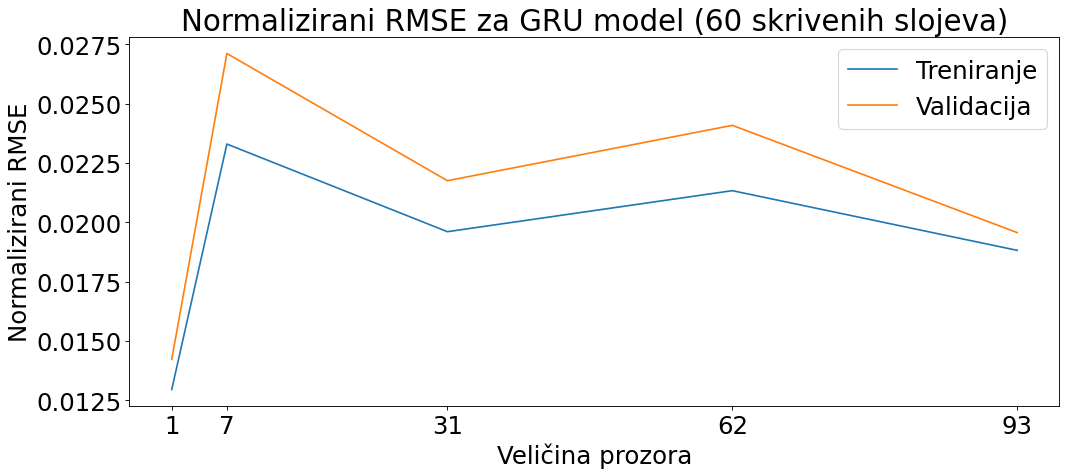 Normalizirani RMSE za GRU model (60 skrivenih slojeva)
Normalizirani RMSE
0.0275
0.0250
0.0225
0.0200
0.0175
0.0150
0.0125
Treniranje
Validacija
1 7 31 62 93
Veličina prozora